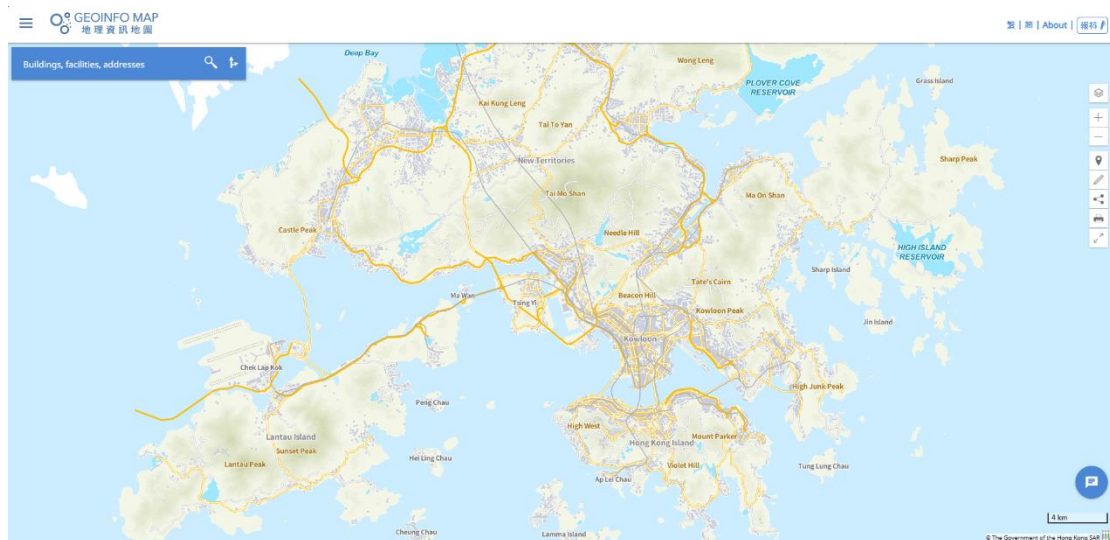 GEOINFO MAP
地理資訊地圖
繁 | 简 | About |
Buildings, facilities, addresses
Deep Bay
Wong Leng
PLOVER COVE
RESERVOIR
Grass Island
Kai Kung Leng
Tai To Yan
New Territories
Sharp Peak
Tai Mo Shan
Ma On Shan
Castle Peak
Needle Hill
HIGH ISLAND
RESERVOIR
Sharp Island
Tate's Cairn
Ma Wan
Tsing Yi
Beacon Hill
Kowloon Peak
Jin Island
Kowloon
Chek Lap Kok
High Junk Peak
Peng Chau
High West
Lantau Island
Hong Kong Island
Mount Parker
Sunset Peak
Hei Ling Chau
Lantau Peak
Violet Hill
Tung Lung Chau
Ap Lei Chau
4 km
Cheung Chau
Lamma Island
© The Government of the Hong Kong SAR